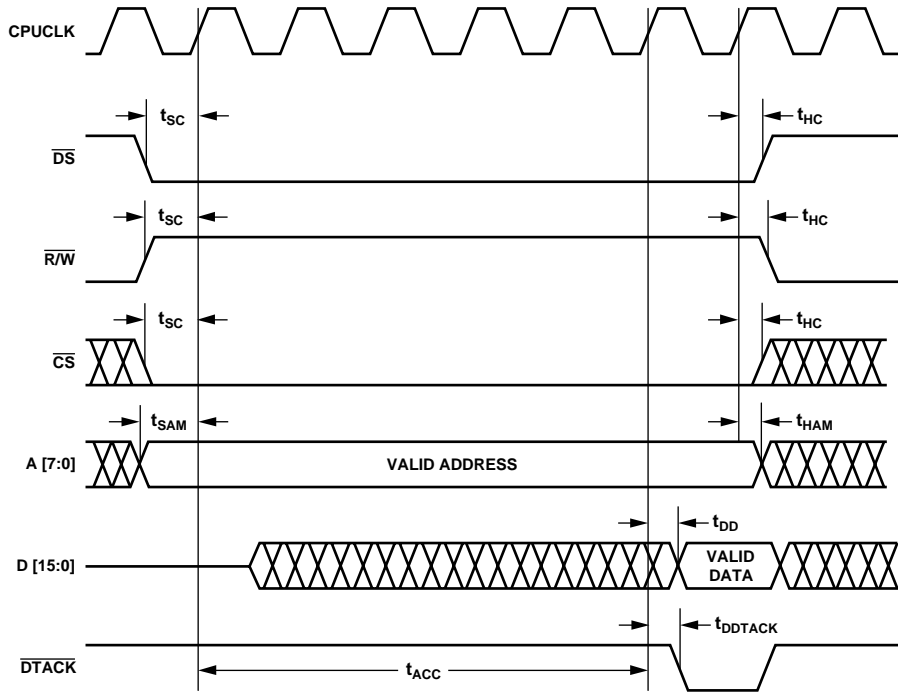 CPUCLK
tSC tHC
DS
tSC tHC
R/W
tSC tHC
CS
tSAM tHAM
A [7:0] VALID ADDRESS
tDD
D [15:0] VALID
DATA
tDDTACK
DTACK tACC